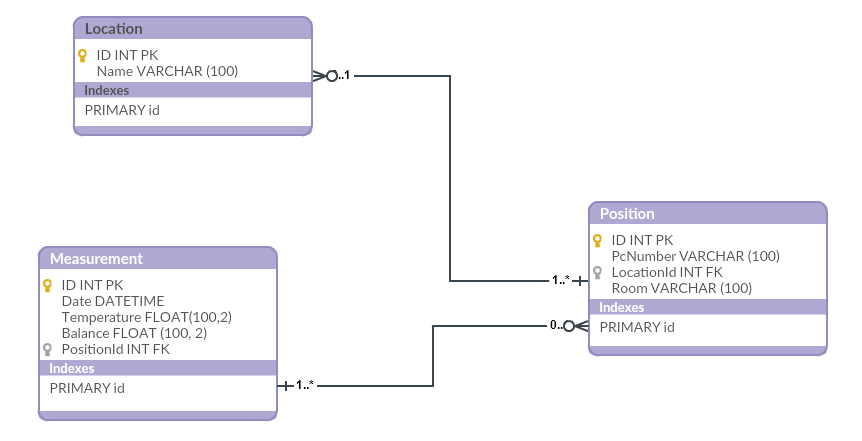 Location
ID INT PK
Name VARCHAR (100)
Indexes
PRIMARY id
..1
Position
ID INT PK
PcNumber VARCHAR (100)
LocationId INT FK
Room VARCHAR (100)
Indexes
PRIMARY id
1..*
0..
Measurement
ID INT PK
Date DATETIME
Temperature FLOAT(100,2)
Balance FLOAT (100, 2)
PositionId INT FK
Indexes
PRIMARY id
1..*